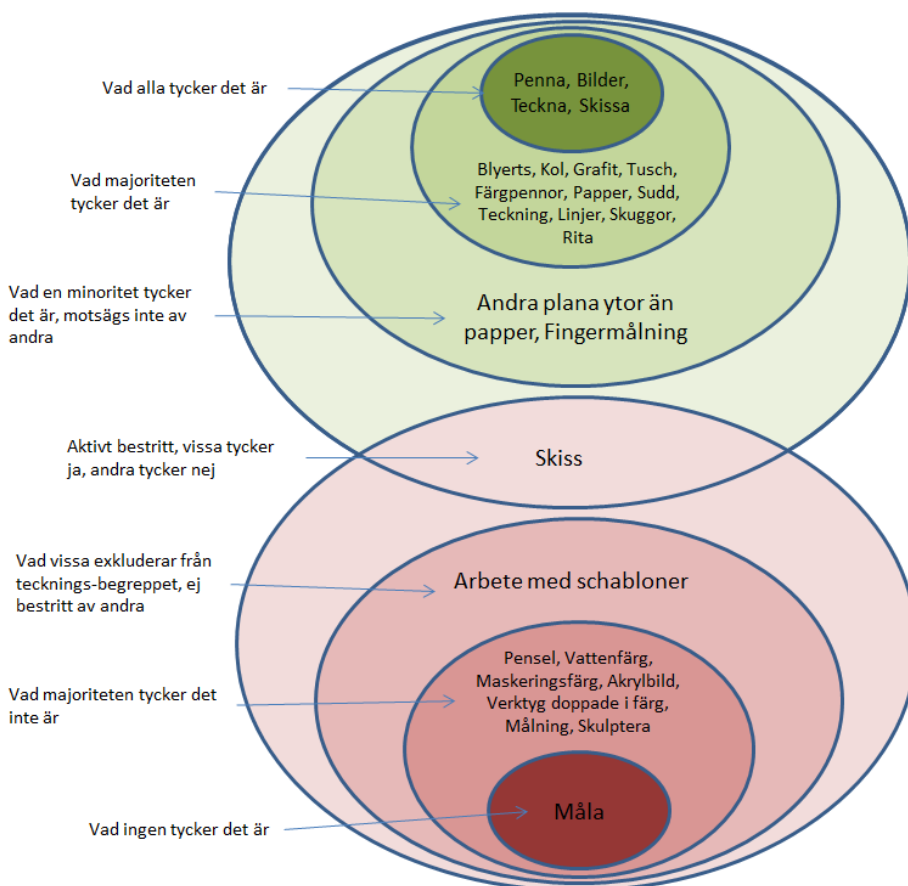 Vad alla tycker det är
Penna, Bilder,
Teckna, Skissa
Vad majoriteten
tycker det är
Blyerts, Kol, Grafit, Tusch,
Färgpennor, Papper, Sudd,
Teckning, Linjer, Skuggor,
Rita
Vad en minoritet tycker
det är, motsägs inte av
andra
Andra plana ytor än
papper, Fingermålning
Aktivt bestritt, vissa tycker
ja, andra tycker nej
Skiss
Vad vissa exkluderar från
tecknings-begreppet, ej
bestritt av andra
Arbete med schabloner
Vad majoriteten tycker det
inte är
Pensel, Vattenfärg,
Maskeringsfärg, Akrylbild,
Verktyg doppade i färg,
Målning, Skulptera
Vad ingen tycker det är
Måla